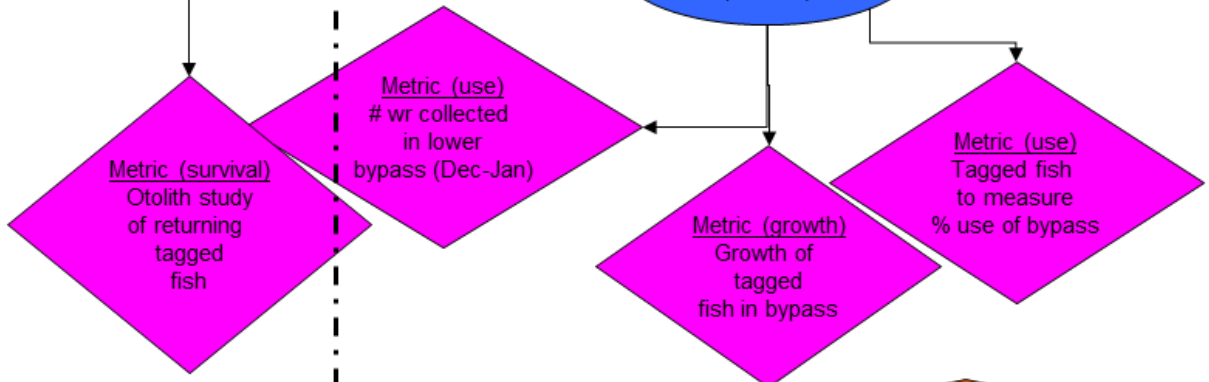 Metric (survival)
Otolith study
of returning
tagged
fish
Metric (use)
# wr collected
in lower
bypass (Dec-Jan)
Metric (growth)
Growth of
tagged
fish in bypass
Metric (use)
Tagged fish
to measure
% use of bypass